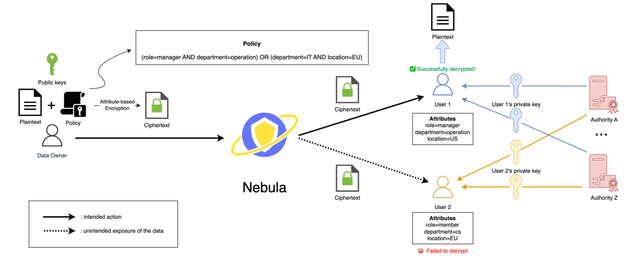 Plaintext
Policy
(role=manager AND department=operation) OR (department=IT AND location=EU)
Public keys
Successfully decrypted!
Plaintext
Policy
Attribute-based
Encryption
Ciphertext
Data Owner
Nebula
Ciphertext
Ciphertext
User 1
User 1's private key
Authority A
Attributes
role=manager
department=operation
location=US
User 2's private key
User 2
Authority Z
Attributes
role=member
department=cs
location=EU
Failed to decrypt
: intended action
: unintended exposure of the data